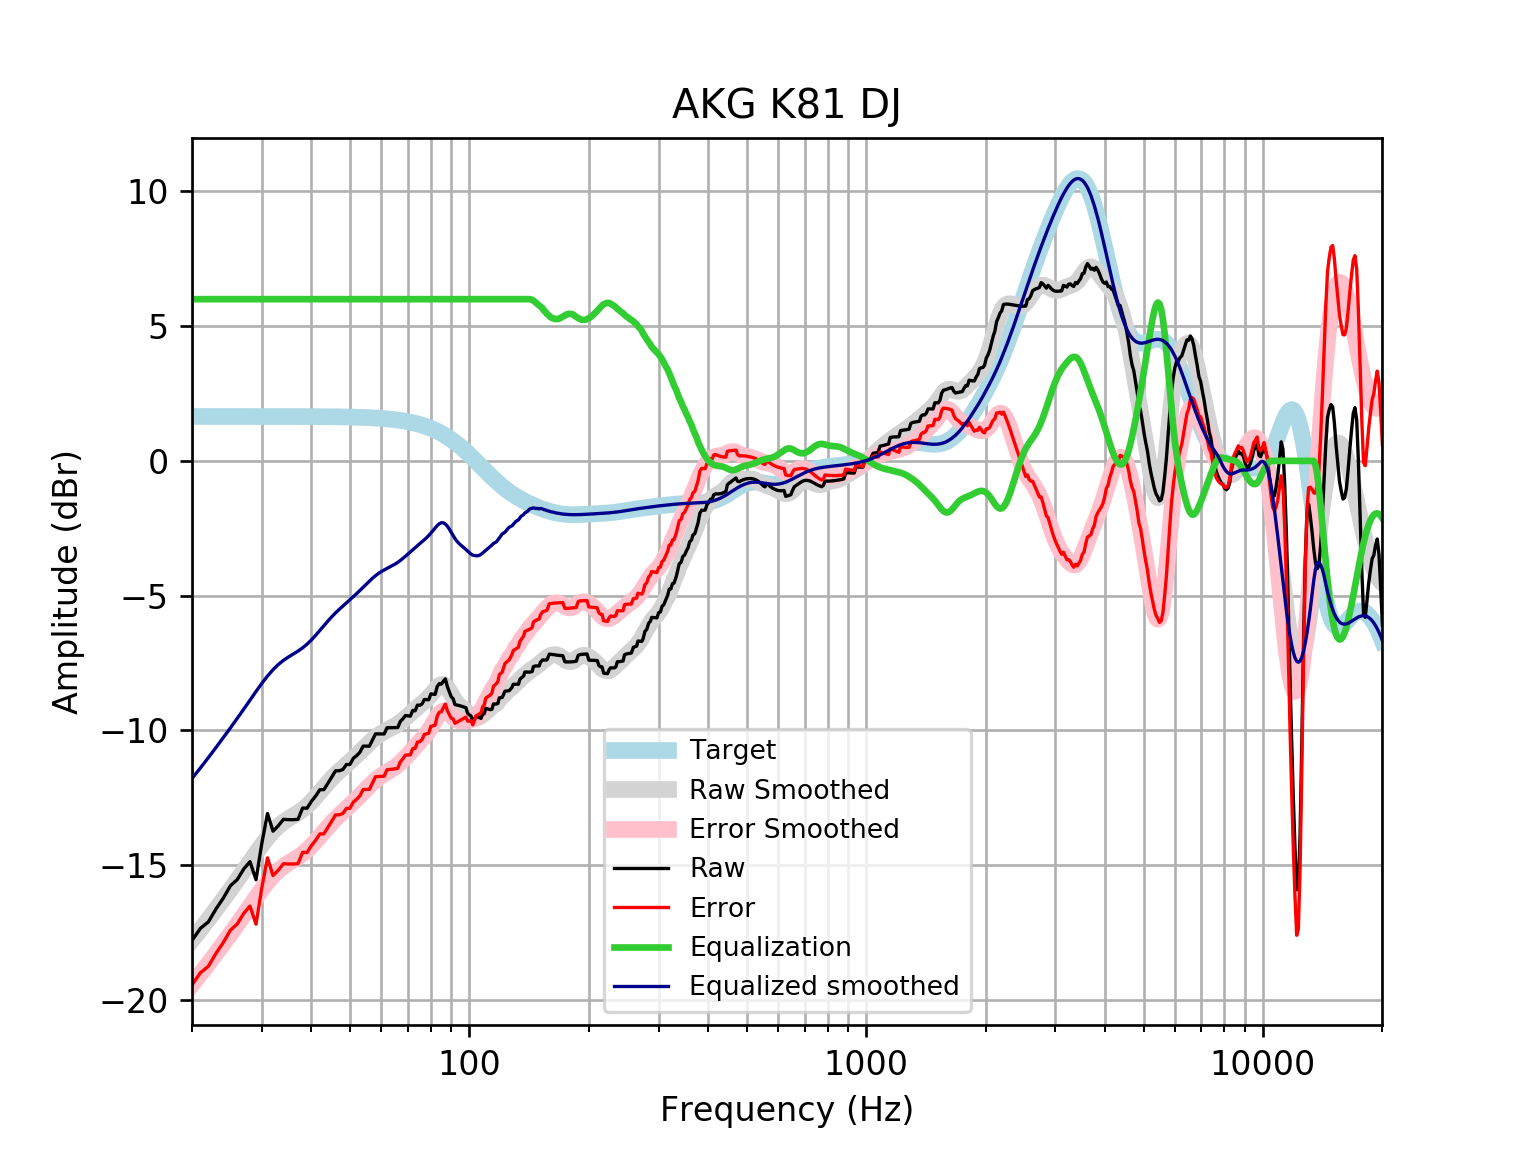 AKG K81 DJ
10
5
0
−5
−10
−15
−20
Amplitude (dBr)
Target
Raw Smoothed
Error Smoothed
Raw
Error
Equalization
Equalized smoothed
100
1000
10000
Frequency (Hz)